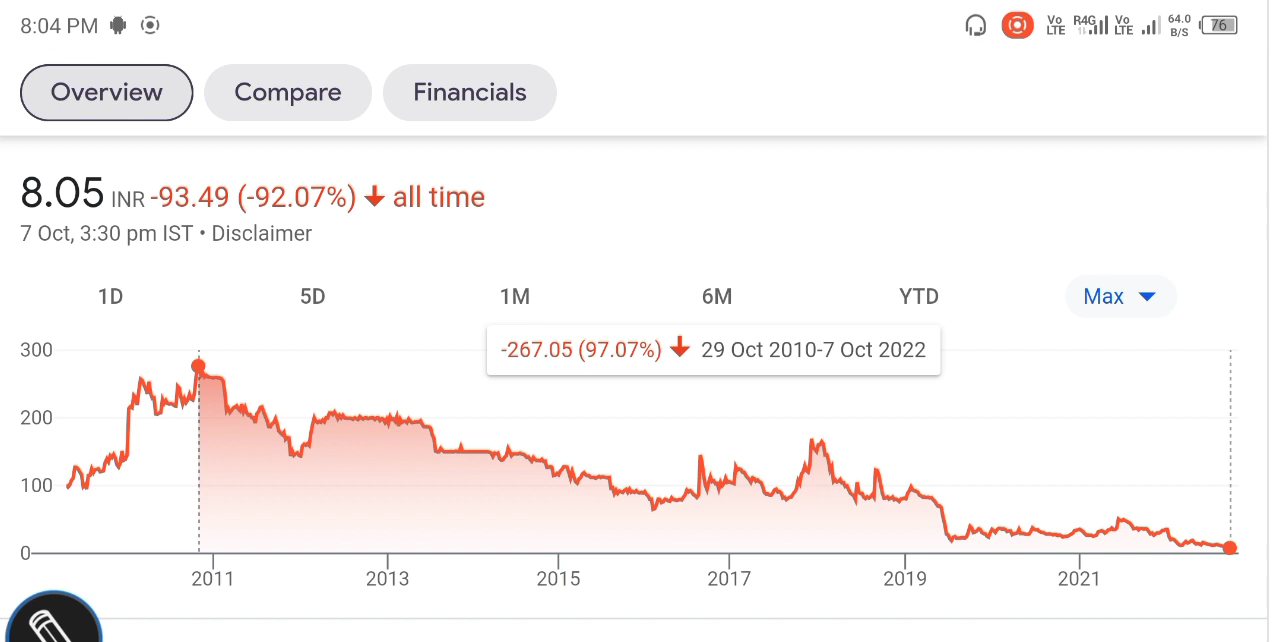 8:04 PM Vo LTE R4G Vo LTE 64.0 B/S 76
Overview Compare Financials
8.05 INR -93.49 (-92.07%) all time
7 Oct, 3:30 pm IST • Disclaimer
1D 5D 1M 6M YTD Max
-267.05 (97.07%) 29 Oct 2010-7 Oct 2022
300
200
100
0
2011 2013 2015 2017 2019 2021